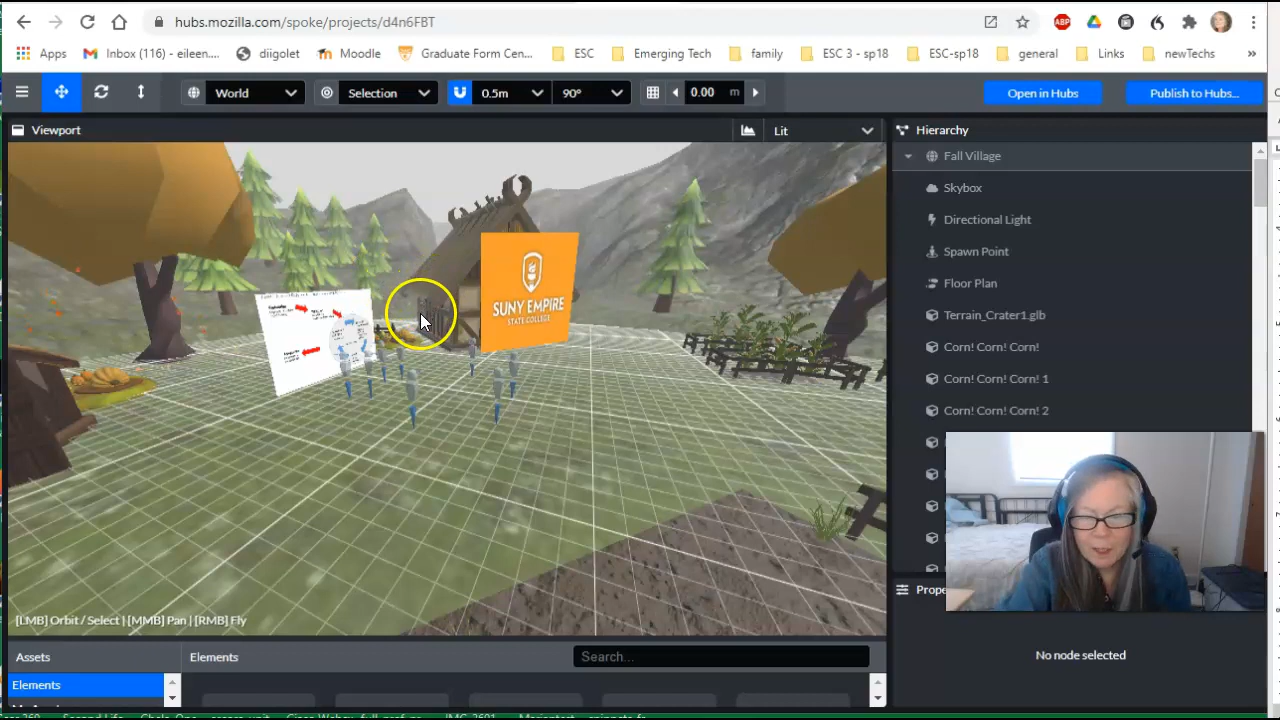 hubs.mozilla.com/spoke/projects/d4n6FBT
ABP
Apps
Inbox (116) - eileen....
diigolet
Moodle
Graduate Form Cen...
ESC
Emerging Tech
family
ESC 3 - sp18
ESC-sp18
general
Links
newTechs
»
World
Selection
0.5m
90°
0.00 m
Open in Hubs
Publish to Hubs...
Viewport
Lit
Hierarchy
Fall Village
Skybox
Directional Light
Spawn Point
Floor Plan
Terrain_Crater1.glb
Corn! Corn! Corn!
Corn! Corn! Corn! 1
Corn! Corn! Corn! 2
SUNY EMPIRE
STATE COLLEGE
[LMB] Orbit / Select | [MMB] Pan | [RMB] Fly
Prope
No node selected
Assets
Elements
Search...
Elements